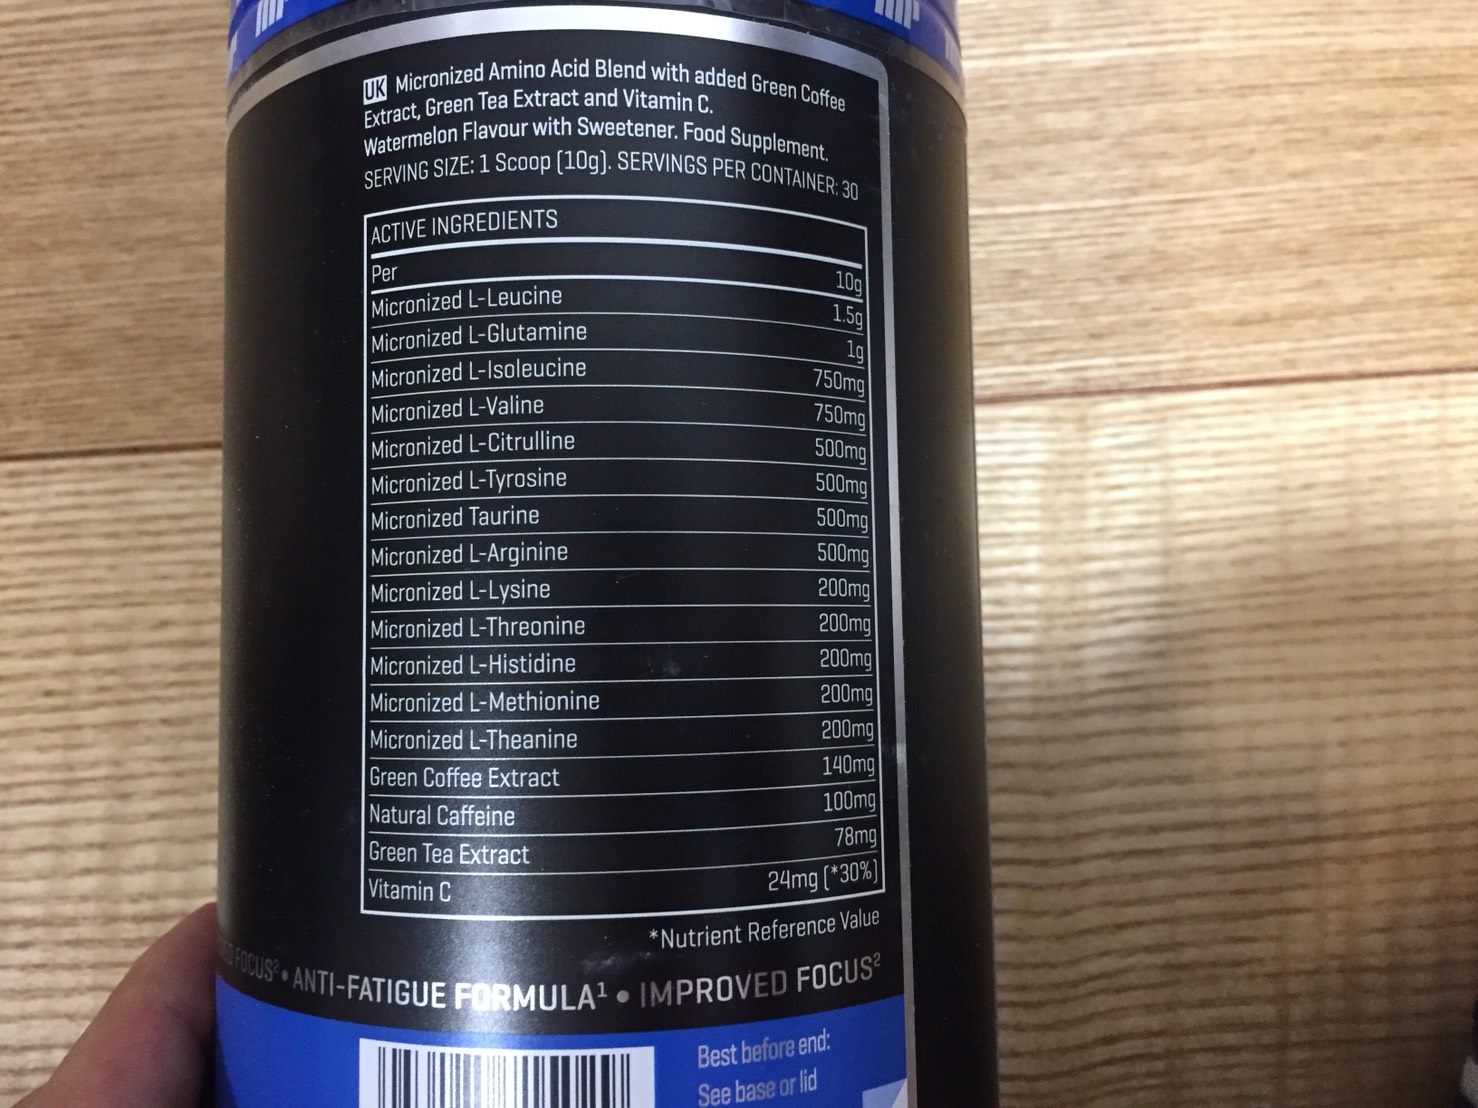 UK Micronized Amino Acid Blend with added Green Coffee
Extract, Green Tea Extract and Vitamin C.
Watermelon Flavour with Sweetener. Food Supplement.
SERVING SIZE: 1 Scoop (10g). SERVINGS PER CONTAINER: 30
ACTIVE INGREDIENTS
Per 10g
Micronized L-Leucine 1.5g
Micronized L-Glutamine 1g
Micronized L-Isoleucine 750mg
Micronized L-Valine 750mg
Micronized L-Citrulline 500mg
Micronized L-Tyrosine 500mg
Micronized Taurine 500mg
Micronized L-Arginine 500mg
Micronized L-Lysine 200mg
Micronized L-Threonine 200mg
Micronized L-Histidine 200mg
Micronized L-Methionine 200mg
Micronized L-Theanine 200mg
Green Coffee Extract 140mg
Natural Caffeine 100mg
Green Tea Extract 78mg
Vitamin C 24mg (*30%)
*Nutrient Reference Value
FOCUS² • ANTI-FATIGUE FORMULA¹ • IMPROVED FOCUS²
Best before end:
See base or lid